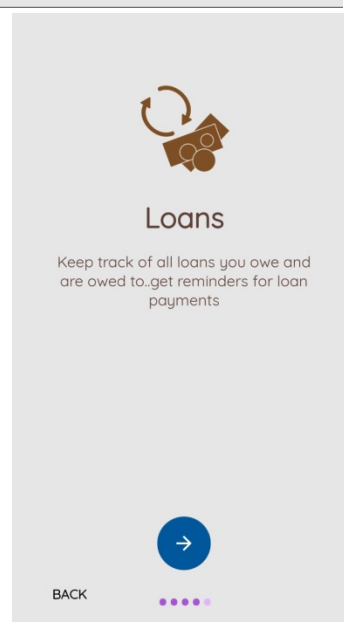 Loans
Keep track of all loans you owe and
are owed to..get reminders for loan
payments
BACK